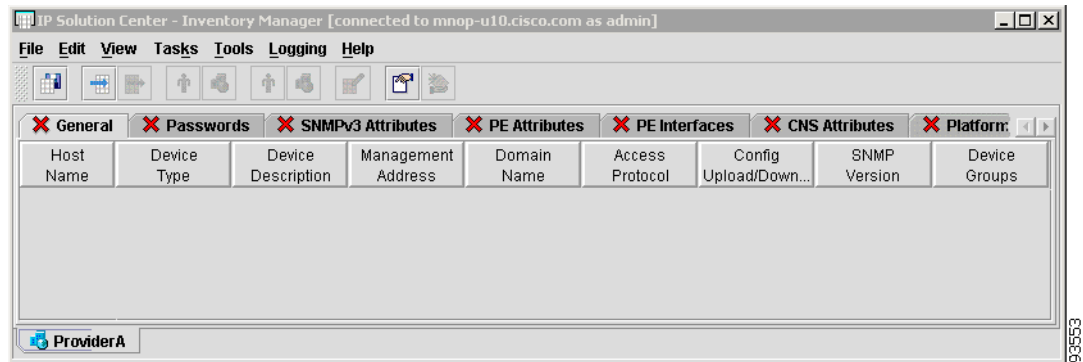 IP Solution Center - Inventory Manager [connected to mnop-u10.cisco.com as admin]
File Edit View Tasks Tools Logging Help
General Passwords SNMPv3 Attributes PE Attributes PE Interfaces CNS Attributes Platform
Host Name Device Type Device Description Management Address Domain Name Access Protocol Config Upload/Down... SNMP Version Device Groups
ProviderA
93553